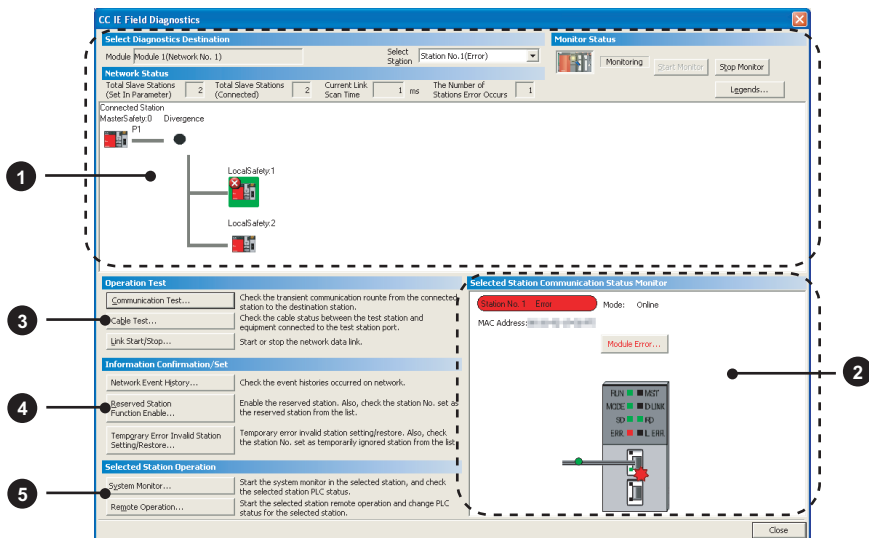 CC IE Field Diagnostics
Select Diagnostics Destination
Module Module 1(Network No. 1)
Select Station Station No.1(Error)
Monitor Status
Monitoring
Start Monitor
Stop Monitor
Legends...
Network Status
Total Slave Stations (Set In Parameter) 2
Total Slave Stations (Connected) 2
Current Link Scan Time 1 ms
The Number of Stations Error Occurs 1
Connected Station
MasterSafety:0 Divergence
P1
LocalSafety:1
LocalSafety:2
1
Operation Test
Communication Test...
Check the transient communication rounte from the connected
station to the destination station.
3
Cable Test...
Check the cable status between the test station and
equipment connected to the test station port.
Link Start/Stop...
Start or stop the network data link.
Information Confirmation/Set
Network Event History...
Check the event histories occurred on network.
4
Reserved Station
Function Enable...
Enable the reserved station. Also, check the station No. set as
the reserved station from the list.
Temporary Error Invalid Station
Setting/Restore...
Temporary error invalid station setting/restore. Also, check
the station No. set as temporarily ignored station from the list
Selected Station Operation
5
System Monitor...
Start the system monitor in the selected station, and check
the selected station PLC status.
Remote Operation...
Start the selected station remote operation and change PLC
status for the selected station.
Selected Station Communication Status Monitor
Station No. 1 Error
Mode: Online
MAC Address:
Module Error...
2
RUN MST
MODE D-LINK
SD RD
ERR. L ERR.
Close